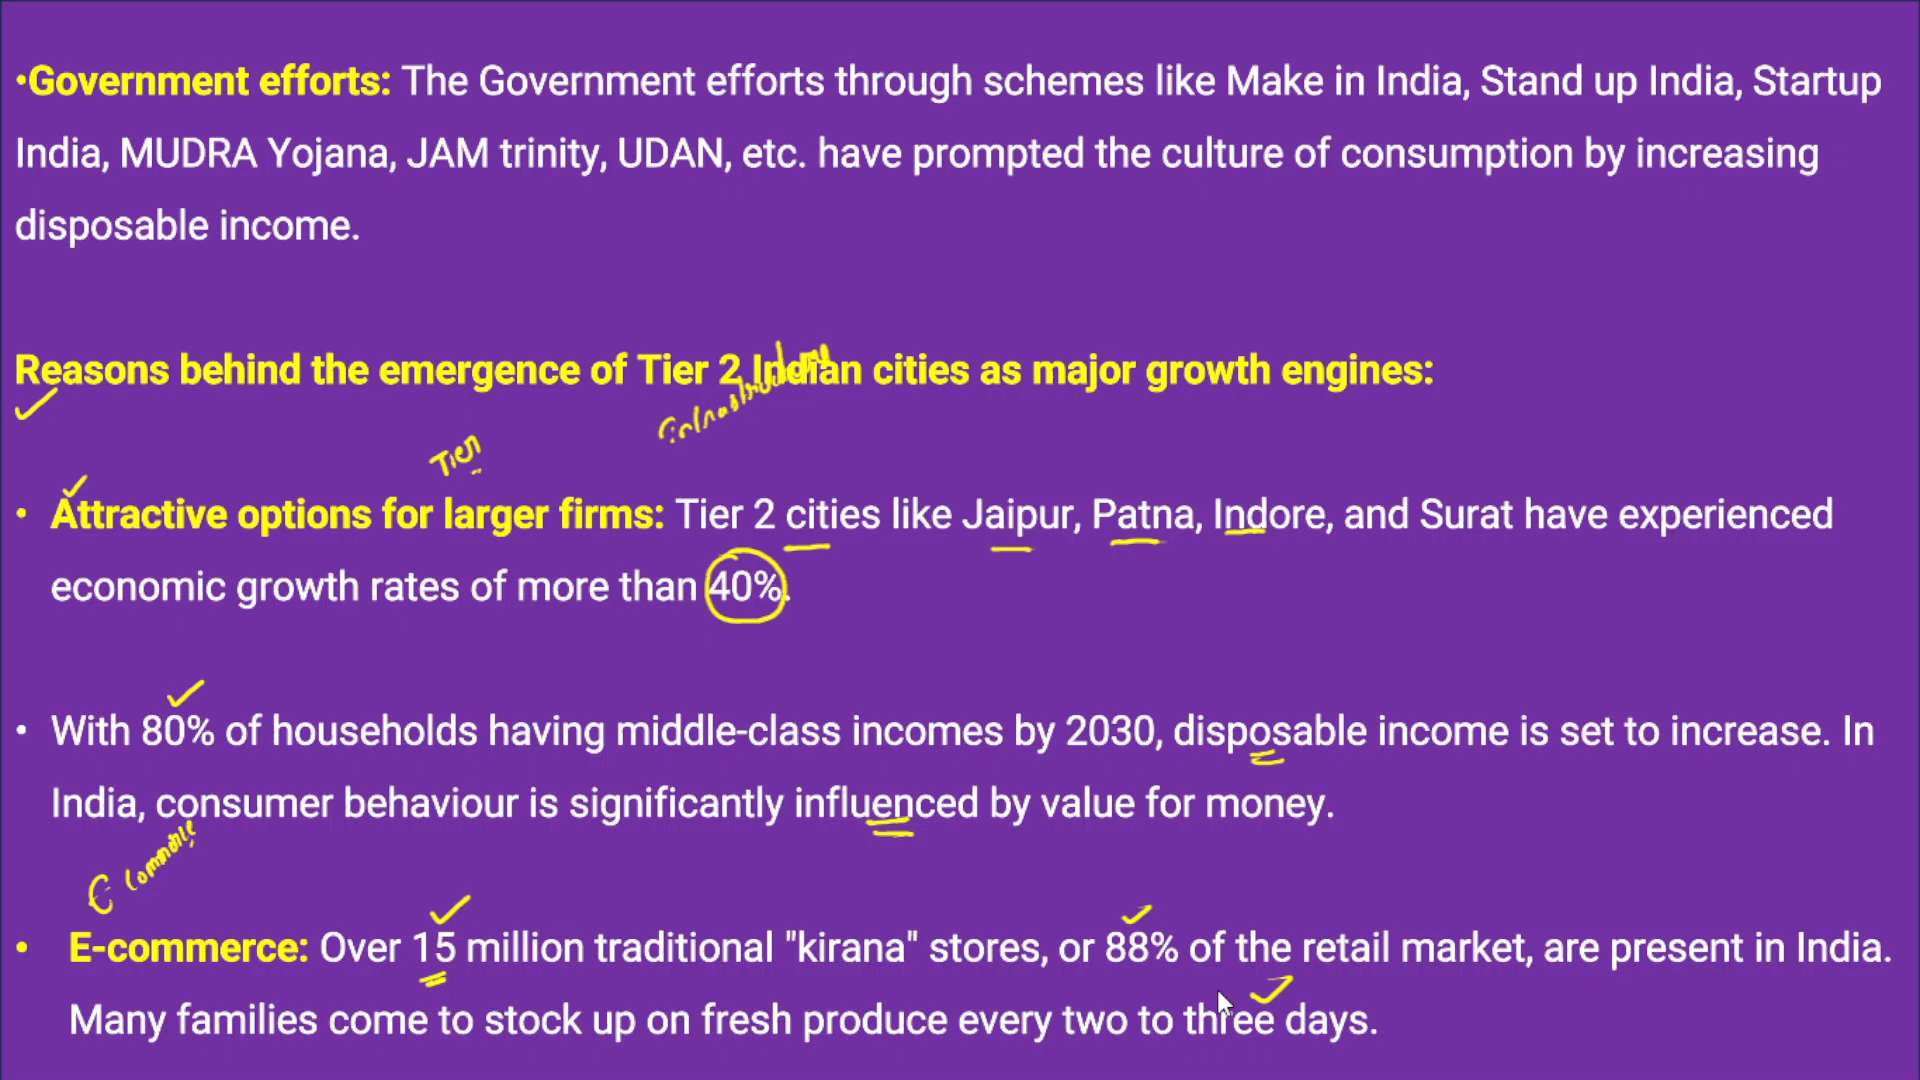 •Government efforts: The Government efforts through schemes like Make in India, Stand up India, Startup
India, MUDRA Yojana, JAM trinity, UDAN, etc. have prompted the culture of consumption by increasing
disposable income.
Reasons behind the emergence of Tier 2 Indian cities as major growth engines:
Tier
• Attractive options for larger firms: Tier 2 cities like Jaipur, Patna, Indore, and Surat have experienced
economic growth rates of more than 40%.
• With 80% of households having middle-class incomes by 2030, disposable income is set to increase. In
India, consumer behaviour is significantly influenced by value for money.
• E-commerce: Over 15 million traditional "kirana" stores, or 88% of the retail market, are present in India.
Many families come to stock up on fresh produce every two to three days.